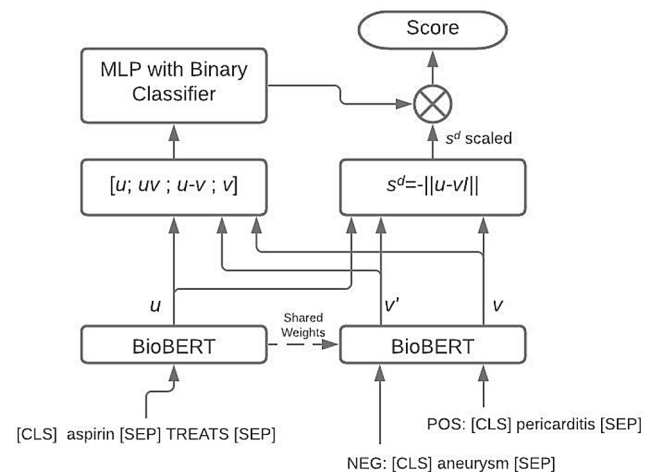 Score
MLP with Binary
Classifier
s^d scaled
[u; uv ; u-v ; v]
s^d=-||u-vI||
u
v'
v
Shared
Weights
BioBERT
BioBERT
[CLS] aspirin [SEP] TREATS [SEP]
POS: [CLS] pericarditis [SEP]
NEG: [CLS] aneurysm [SEP]